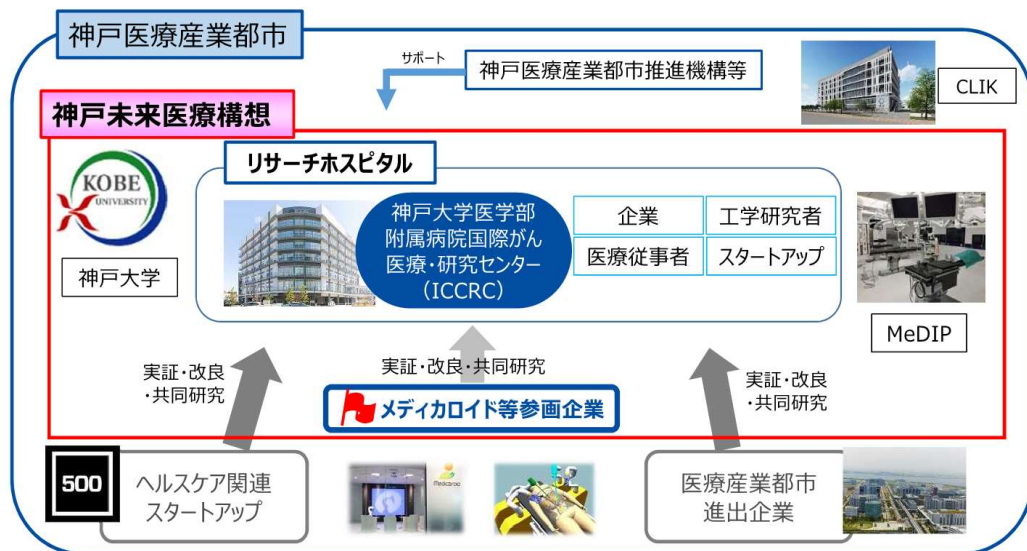 神戸医療産業都市
サポート
神戸医療産業都市推進機構等
CLIK
神戸未来医療構想
KOBE
UNIVERSITY
神戸大学
リサーチホスピタル
神戸大学医学部
附属病院国際がん
医療・研究センター
(ICCRC)
企業
工学研究者
医療従事者
スタートアップ
MeDIP
実証・改良
・共同研究
実証・改良・共同研究
実証・改良
・共同研究
メディカロイド等参画企業
500
ヘルスケア関連
スタートアップ
Medicaroid
医療産業都市
進出企業